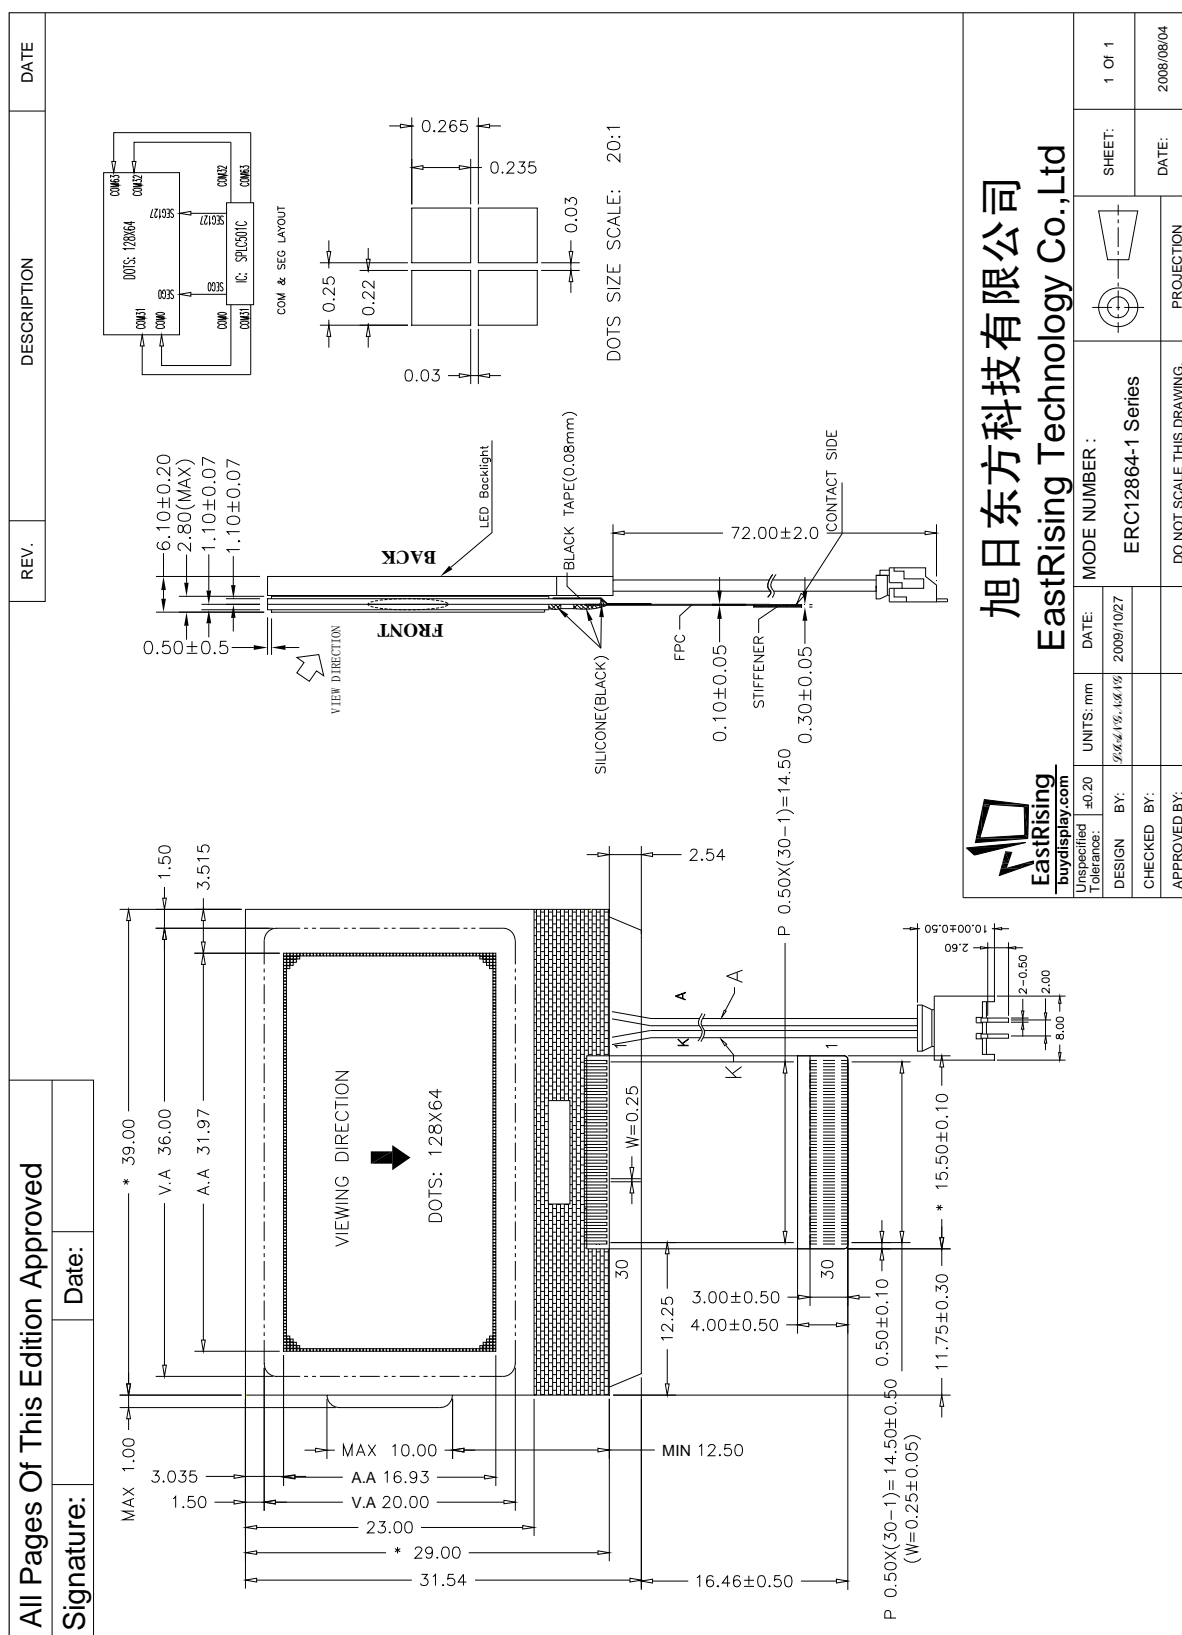 All Pages Of This Edition Approved
Signature:
Date:
REV.
DESCRIPTION
DATE
MAX 1.00
* 39.00
V.A 36.00
1.50
A.A 31.97
3.515
3.035
1.50
MAX 10.00
A.A 16.93
V.A 20.00
23.00
* 29.00
31.54
MIN 12.50
16.46±0.50
VIEWING DIRECTION
DOTS: 128X64
2.54
30
1
W=0.25
12.25
K
A
K
A
P 0.50X(30-1)=14.50
30
1
3.00±0.50
4.00±0.50
0.50±0.10
P 0.50X(30-1)=14.50±0.50
(W=0.25±0.05)
11.75±0.30
* 15.50±0.10
10.00±0.50
2.60
2-0.50
2.00
8.00
6.10±0.20
2.80(MAX)
1.10±0.07
1.10±0.07
0.50±0.5
VIEW DIRECTION
FRONT
BACK
LED Backlight
BLACK TAPE(0.08mm)
SILICONE(BLACK)
72.00±2.0
FPC
0.10±0.05
STIFFENER
0.30±0.05
CONTACT SIDE
DOTS: 128X64
COM31
COM0
SEG0
SEG127
COM63
COM32
COM0
COM31
SEG0
SEG127
COM32
COM63
IC: SPLC501C
COM & SEG LAYOUT
0.25
0.22
0.03
0.265
0.235
0.03
DOTS SIZE SCALE: 20:1
EastRising
buydisplay.com
旭日东方科技有限公司
EastRising Technology Co.,Ltd
Unspecified
Tolerance:
±0.20
UNITS: mm
DATE:
MODE NUMBER :
ERC12864-1 Series
SHEET:
1 Of 1
DESIGN BY:
2009/10/27
CHECKED BY:
APPROVED BY:
DO NOT SCALE THIS DRAWING.
PROJECTION
DATE:
2008/08/04